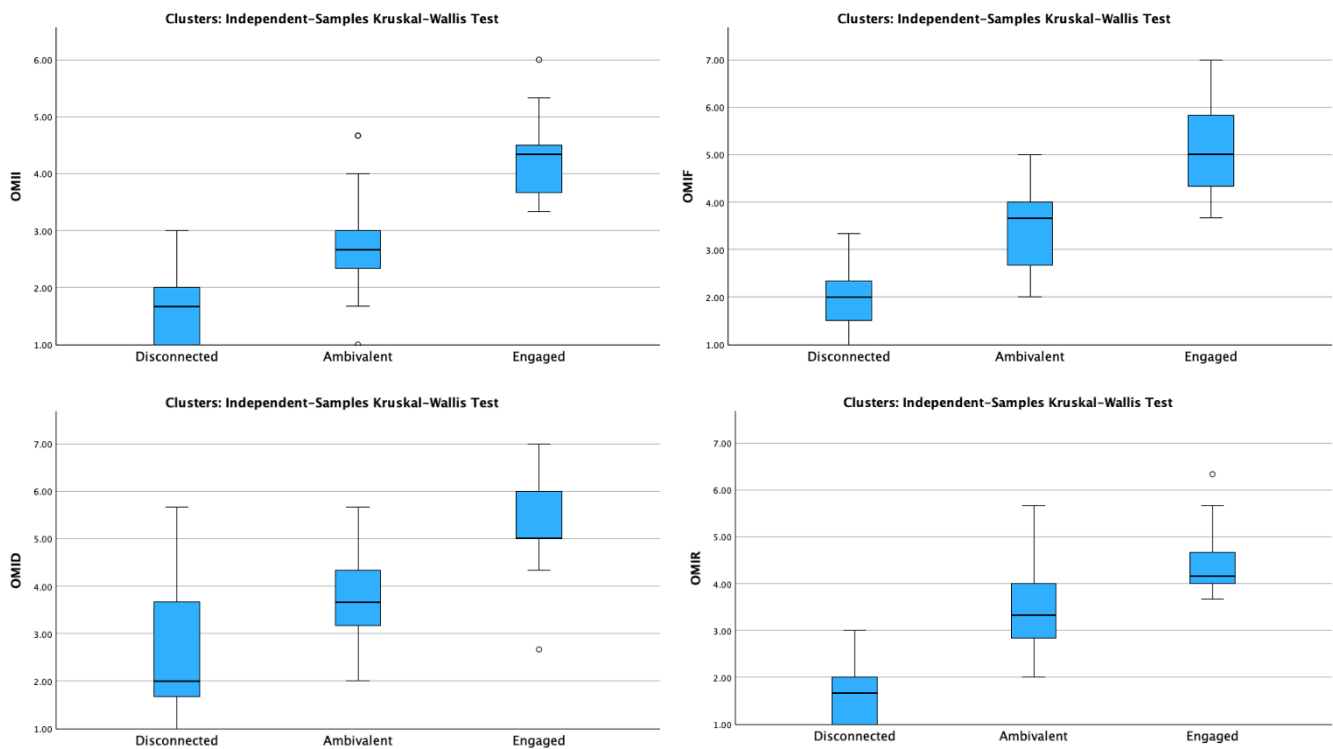 Clusters: Independent-Samples Kruskal-Wallis Test
6.00
5.00
4.00
3.00
2.00
1.00
OMII
Disconnected Ambivalent Engaged
Clusters: Independent-Samples Kruskal-Wallis Test
7.00
6.00
5.00
4.00
3.00
2.00
1.00
OMIF
Disconnected Ambivalent Engaged
Clusters: Independent-Samples Kruskal-Wallis Test
7.00
6.00
5.00
4.00
3.00
2.00
1.00
OMID
Disconnected Ambivalent Engaged
Clusters: Independent-Samples Kruskal-Wallis Test
7.00
6.00
5.00
4.00
3.00
2.00
1.00
OMIR
Disconnected Ambivalent Engaged